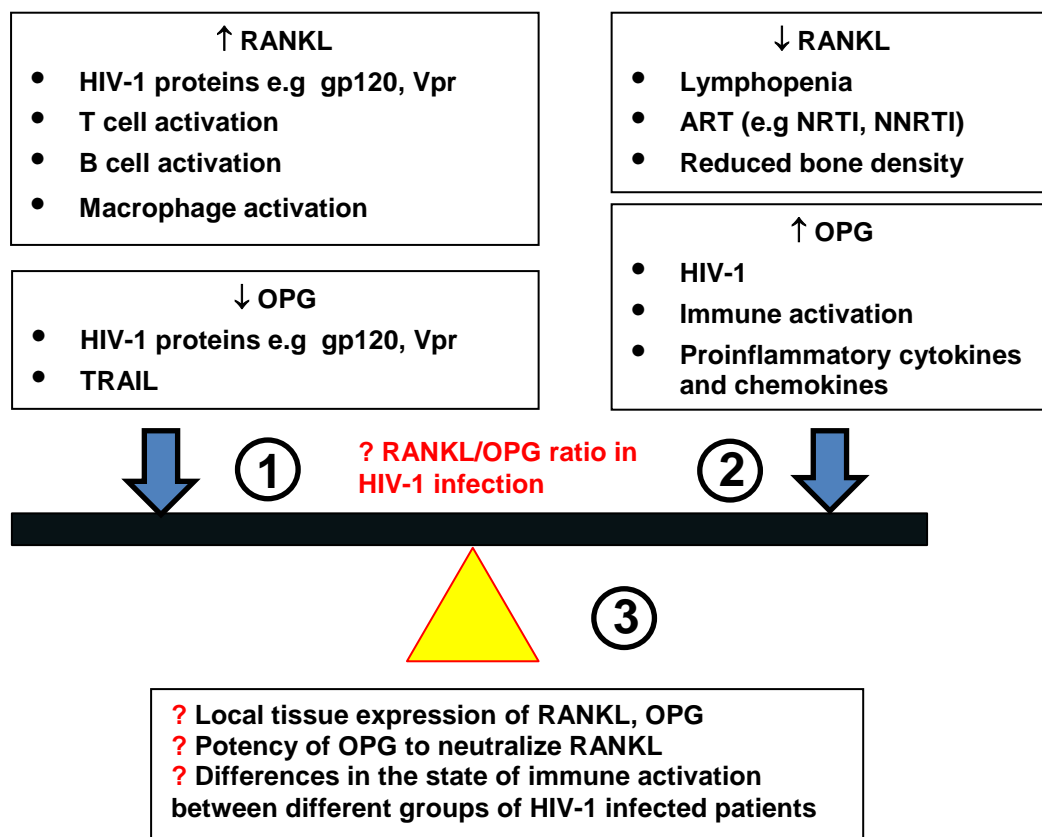 ↑ RANKL
• HIV-1 proteins e.g gp120, Vpr
• T cell activation
• B cell activation
• Macrophage activation
↓ OPG
• HIV-1 proteins e.g gp120, Vpr
• TRAIL
↓ RANKL
• Lymphopenia
• ART (e.g NRTI, NNRTI)
• Reduced bone density
↑ OPG
• HIV-1
• Immune activation
• Proinflammatory cytokines
and chemokines
1
? RANKL/OPG ratio in
HIV-1 infection
2
3
? Local tissue expression of RANKL, OPG
? Potency of OPG to neutralize RANKL
? Differences in the state of immune activation
between different groups of HIV-1 infected patients